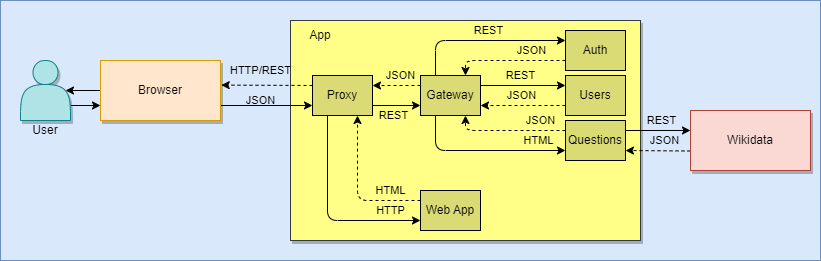 App
REST
Auth
JSON
HTTP/REST
JSON
REST
Browser
Proxy
Gateway
JSON
Users
JSON
REST
JSON
REST
User
HTML
Questions
JSON
Wikidata
HTML
HTTP
Web App